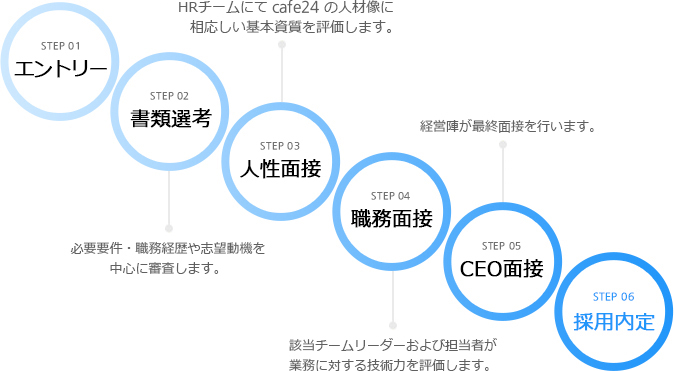 HRチームにて cafe24 の人材像に
相応しい基本資質を評価します。
STEP 01
エントリー
STEP 02
書類選考
必要要件・職務経歴や志望動機を
中心に審査します。
STEP 03
人性面接
STEP 04
職務面接
該当チームリーダーおよび担当者が
業務に対する技術力を評価します。
経営陣が最終面接を行います。
STEP 05
CEO面接
STEP 06
採用内定